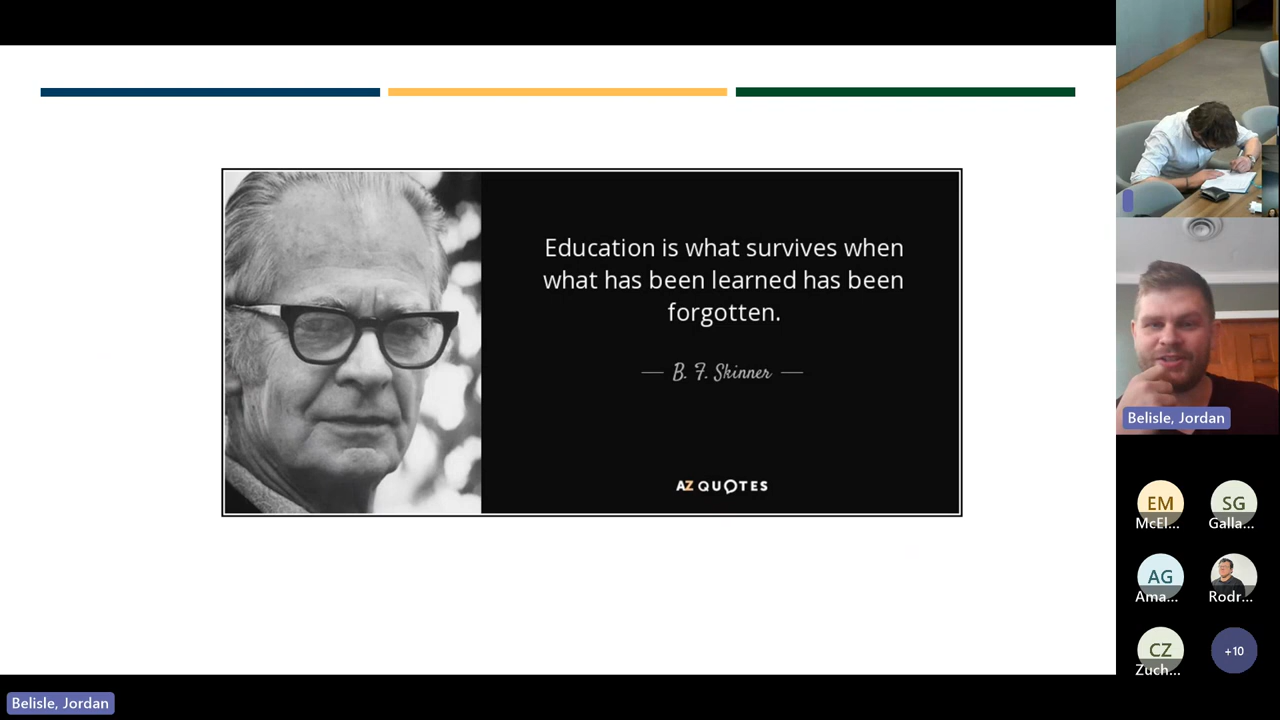 Education is what survives when
what has been learned has been
forgotten.
— B. F. Skinner —
AZ QUOTES
Belisle, Jordan
EM
McEl...
SG
Galla...
AG
Ama...
Rodr...
CZ
Zuch...
+10
Belisle, Jordan